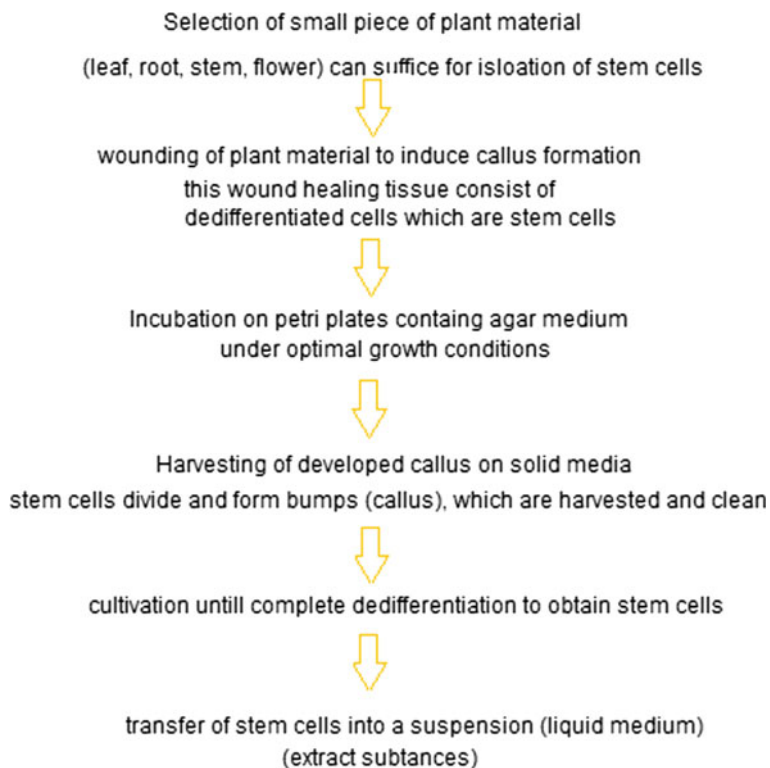 Selection of small piece of plant material
(leaf, root, stem, flower) can suffice for isloation of stem cells
wounding of plant material to induce callus formation
this wound healing tissue consist of
dedifferentiated cells which are stem cells
Incubation on petri plates containg agar medium
under optimal growth conditions
Harvesting of developed callus on solid media
stem cells divide and form bumps (callus), which are harvested and clean
cultivation untill complete dedifferentiation to obtain stem cells
transfer of stem cells into a suspension (liquid medium)
(extract subtances)